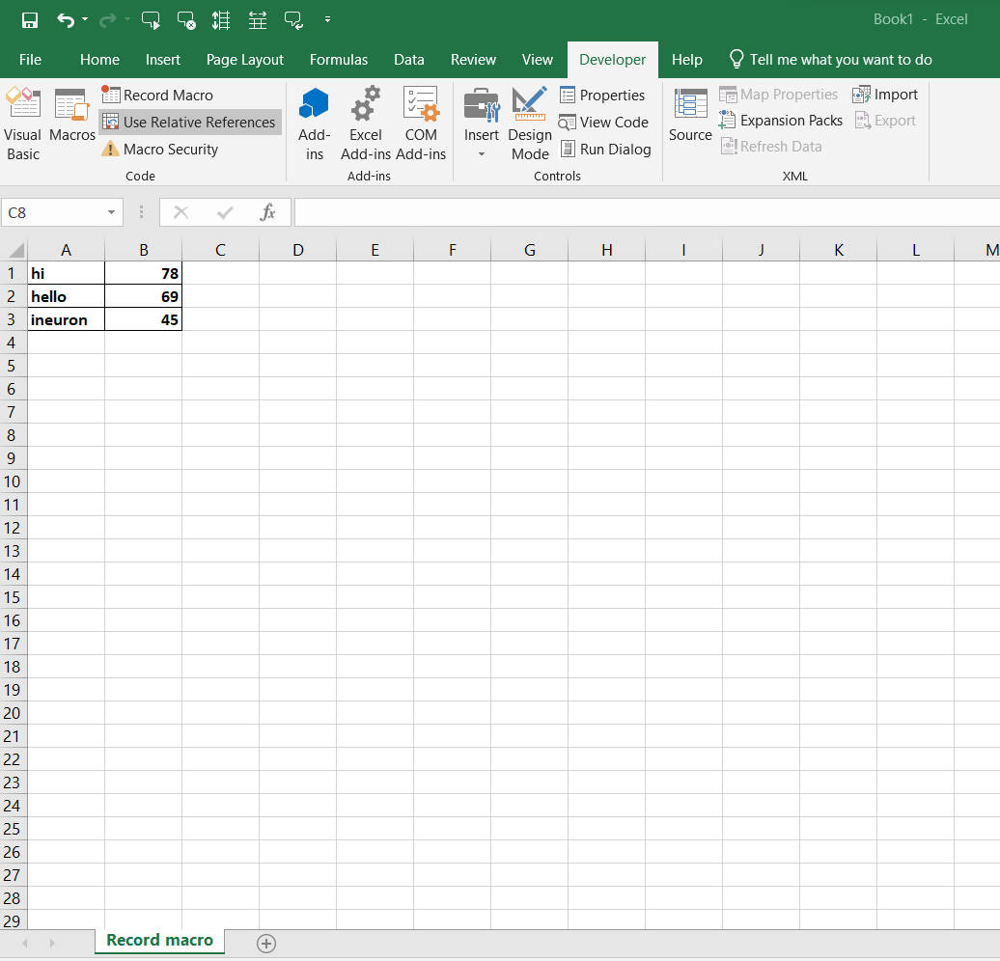 Book1 - Excel
File Home Insert Page Layout Formulas Data Review View Developer Help Tell me what you want to do
Visual Basic
Macros
Record Macro
Use Relative References
Macro Security
Code
Add-ins
Excel Add-ins
COM Add-ins
Add-ins
Insert
Design Mode
Properties
View Code
Run Dialog
Controls
Source
Map Properties
Expansion Packs
Refresh Data
Import
Export
XML
C8 fx
A B C D E F G H I J K L M
1 hi 78
2 hello 69
3 ineuron 45
4
5
6
7
8
9
10
11
12
13
14
15
16
17
18
19
20
21
22
23
24
25
26
27
28
29
Record macro